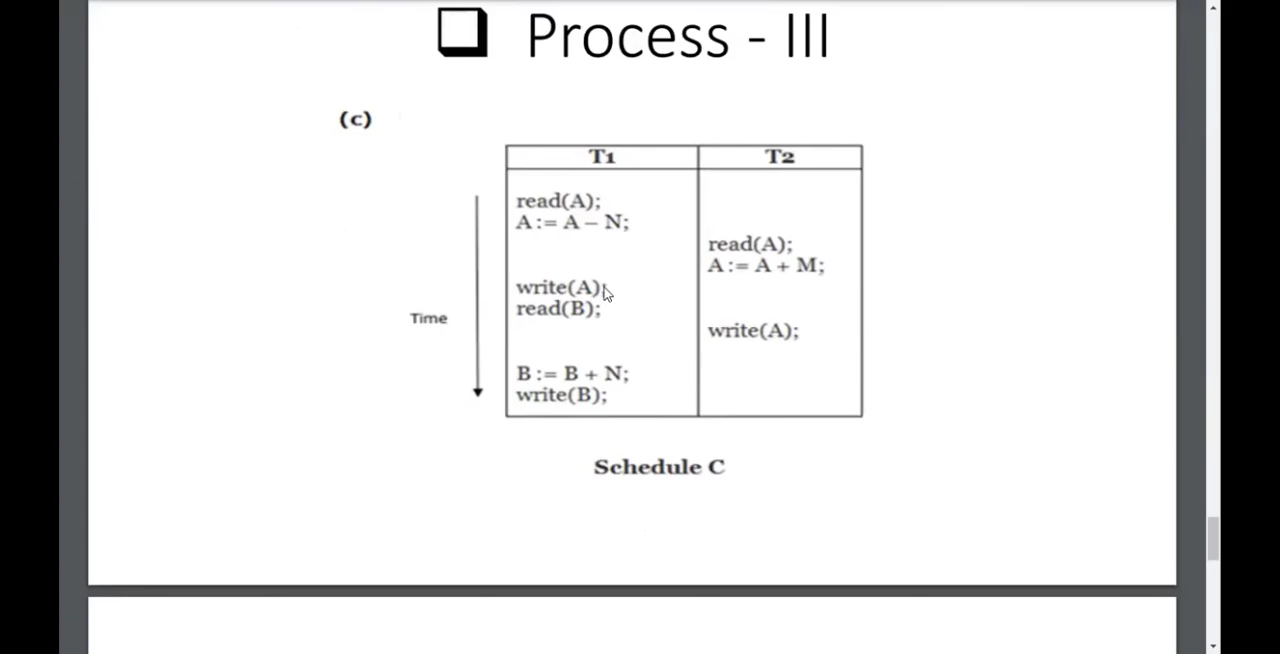 ❑ Process - III
(c)
T1 T2
read(A);
A := A – N;
read(A);
A := A + M;
write(A);
read(B);
Time
write(A);
B := B + N;
write(B);
Schedule C